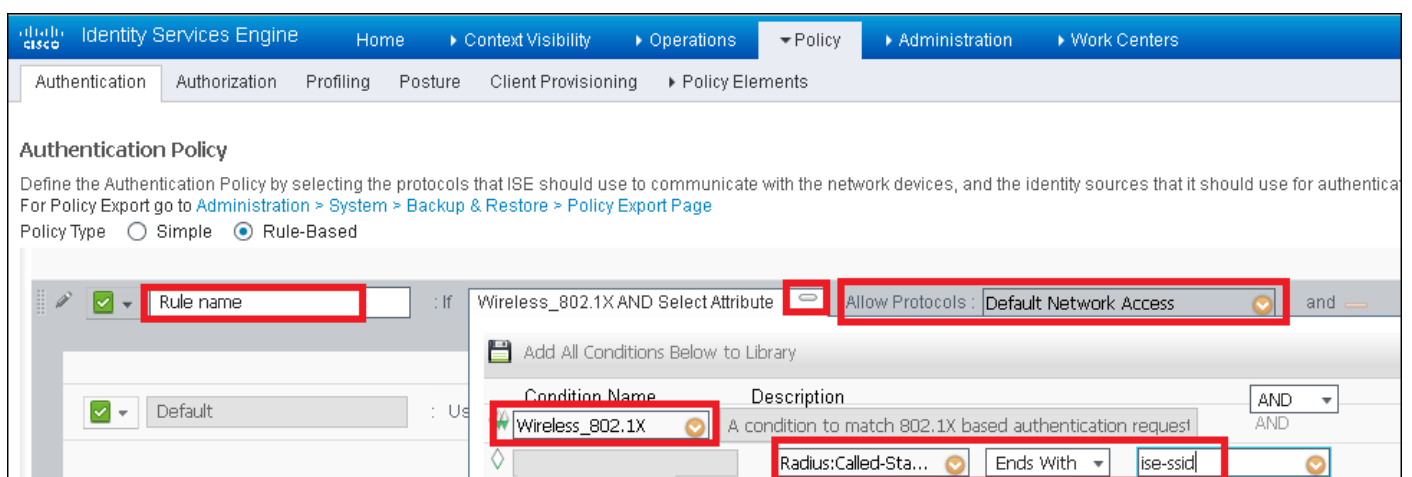 cisco Identity Services Engine Home Context Visibility Operations Policy Administration Work Centers
Authentication Authorization Profiling Posture Client Provisioning Policy Elements
Authentication Policy
Define the Authentication Policy by selecting the protocols that ISE should use to communicate with the network devices, and the identity sources that it should use for authentica
For Policy Export go to Administration > System > Backup & Restore > Policy Export Page
Policy Type Simple Rule-Based
Rule name : If Wireless_802.1X AND Select Attribute Allow Protocols : Default Network Access and
Add All Conditions Below to Library
Condition Name Description AND
Default : Us Wireless_802.1X A condition to match 802.1X based authentication request AND
Radius:Called-Sta... Ends With ise-ssid